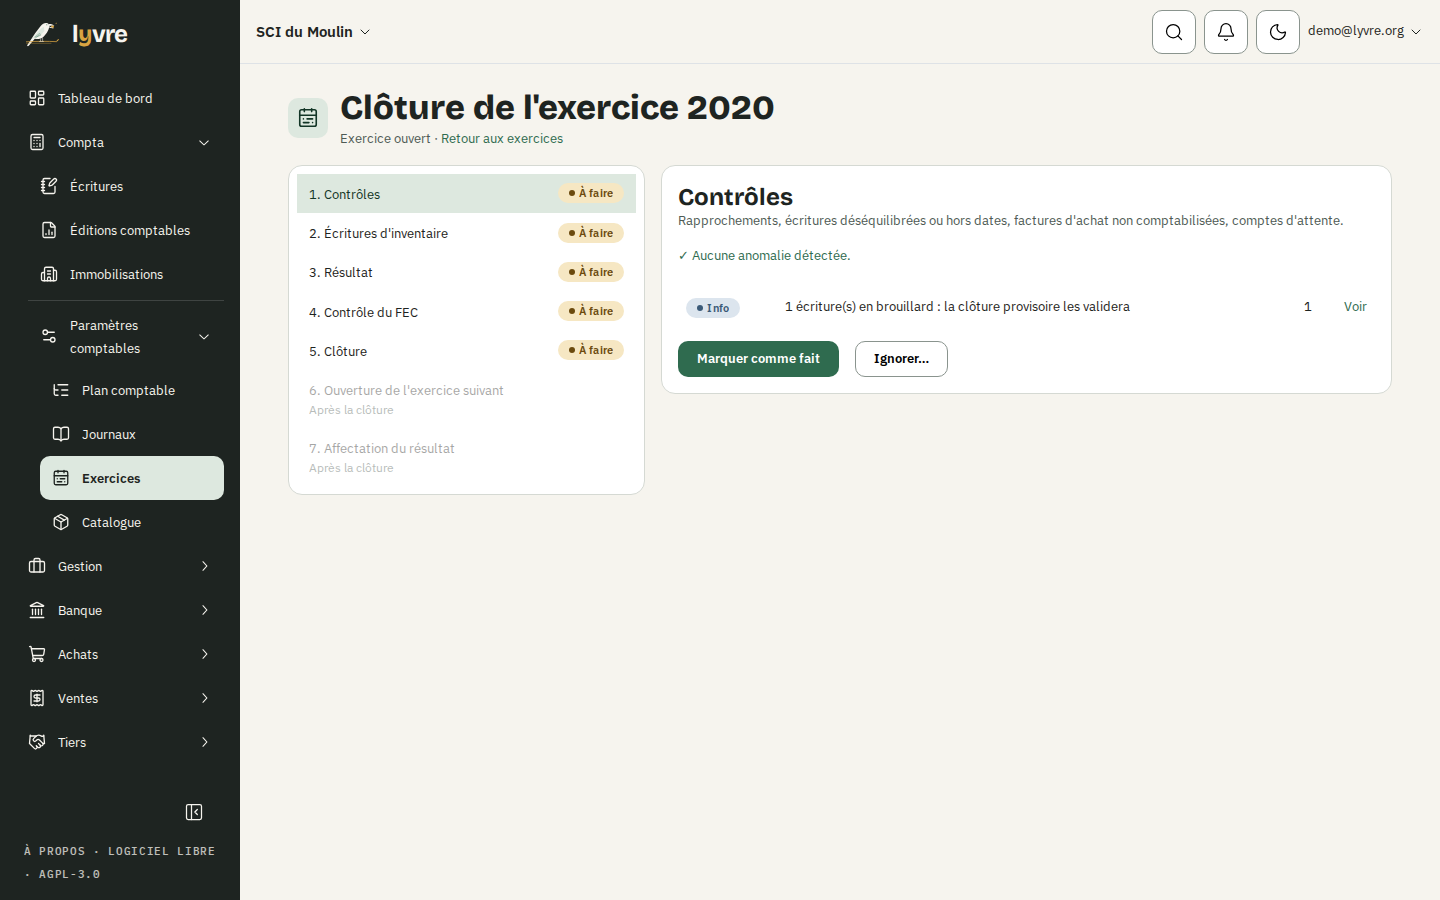 lyvre
SCI du Moulin
demo@lyvre.org
Tableau de bord
Compta
Écritures
Éditions comptables
Immobilisations
Paramètres
comptables
Plan comptable
Journaux
Exercices
Catalogue
Gestion
Banque
Achats
Ventes
Tiers
À PROPOS · LOGICIEL LIBRE
· AGPL-3.0
Clôture de l'exercice 2020
Exercice ouvert · Retour aux exercices
1. Contrôles À faire
2. Écritures d'inventaire À faire
3. Résultat À faire
4. Contrôle du FEC À faire
5. Clôture À faire
6. Ouverture de l'exercice suivant
Après la clôture
7. Affectation du résultat
Après la clôture
Contrôles
Rapprochements, écritures déséquilibrées ou hors dates, factures d'achat non comptabilisées, comptes d'attente.
✓ Aucune anomalie détectée.
Info 1 écriture(s) en brouillard : la clôture provisoire les validera 1 Voir
Marquer comme fait Ignorer...